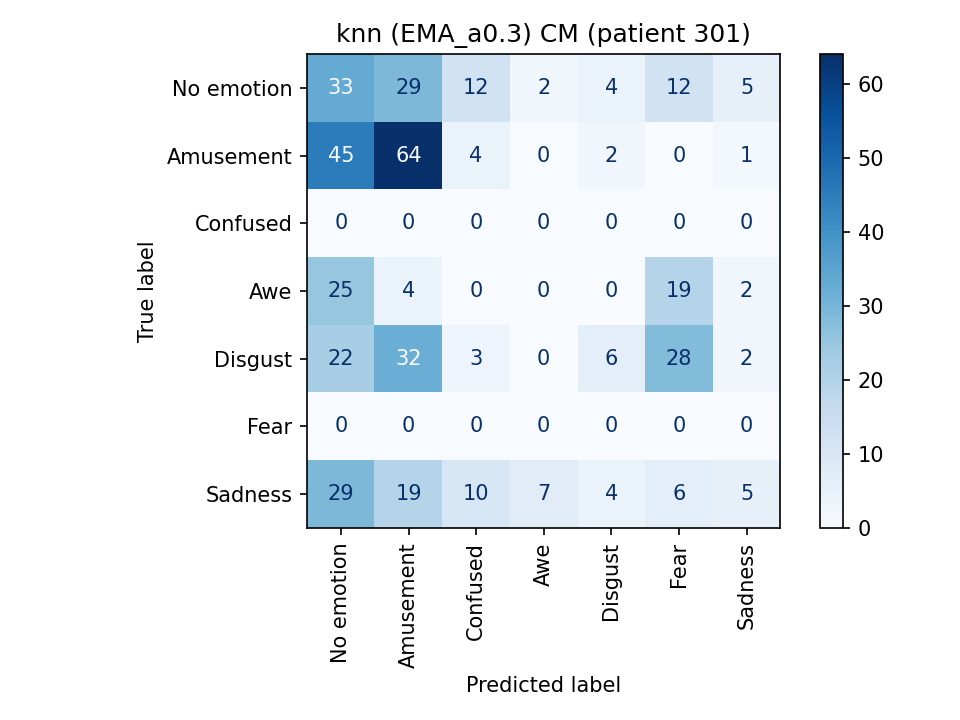 knn (EMA_a0.3) CM (patient 301)
No emotion 33 29 12 2 4 12 5
Amusement 45 64 4 0 2 0 1
Confused 0 0 0 0 0 0 0
Awe 25 4 0 0 0 19 2
Disgust 22 32 3 0 6 28 2
Fear 0 0 0 0 0 0 0
Sadness 29 19 10 7 4 6 5
True label
No emotion
Amusement
Confused
Awe
Disgust
Fear
Sadness
Predicted label
60
50
40
30
20
10
0